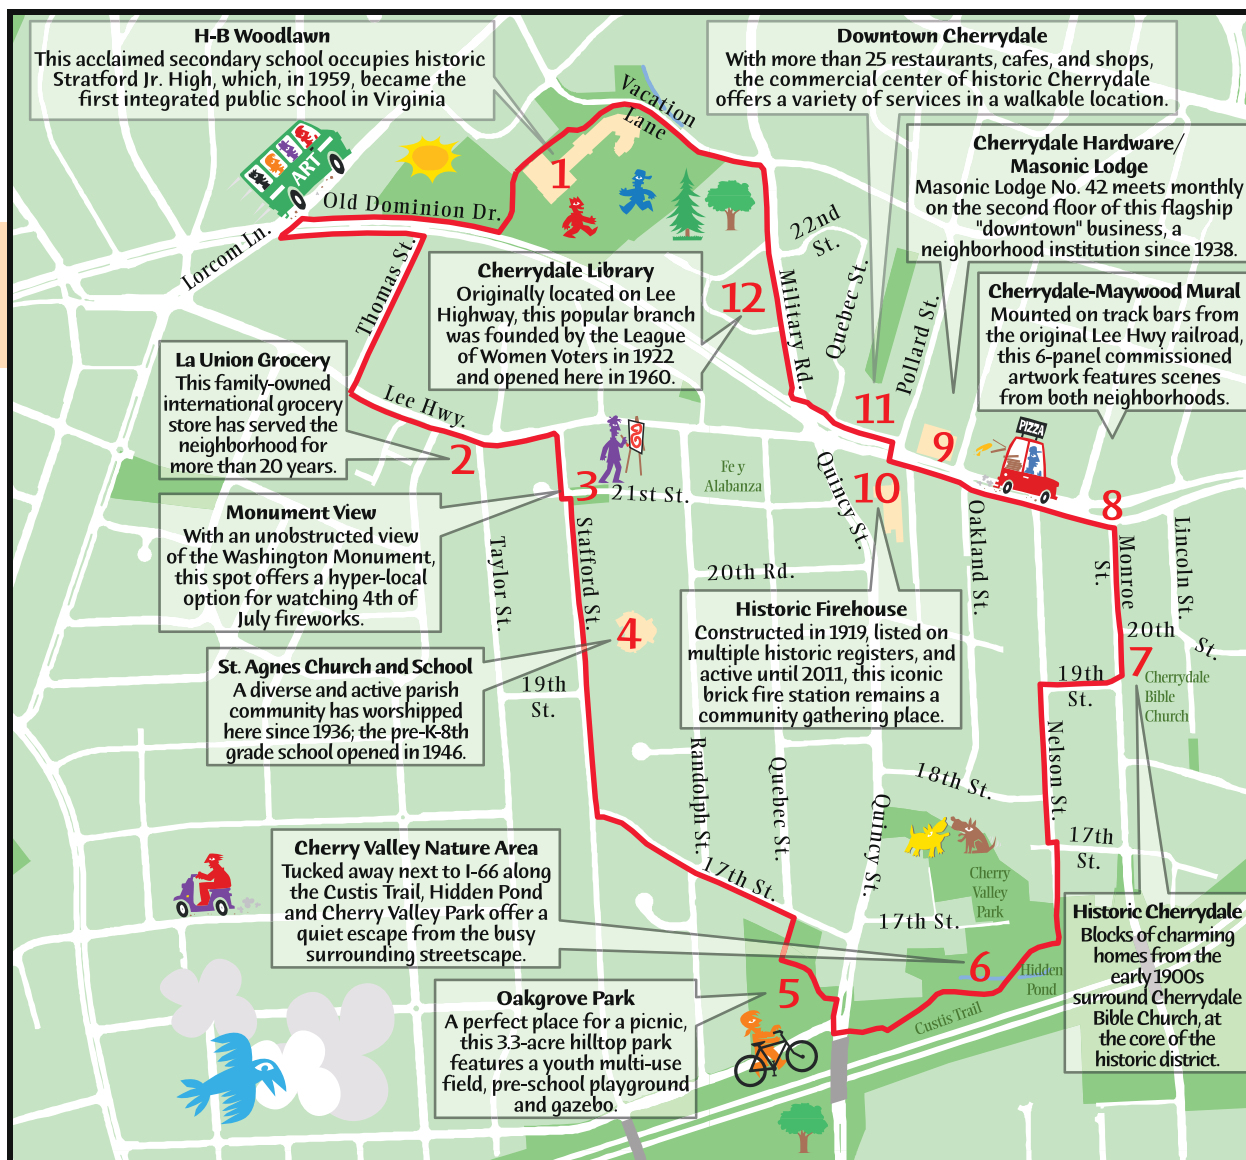 H-B Woodlawn
This acclaimed secondary school occupies historic
Stratford Jr. High, which, in 1959, became the
first integrated public school in Virginia
Downtown Cherrydale
With more than 25 restaurants, cafes, and shops,
the commercial center of historic Cherrydale
offers a variety of services in a walkable location.
Vacation
Lane
Cherrydale Hardware/
Masonic Lodge
Masonic Lodge No. 42 meets monthly
on the second floor of this flagship
"downtown" business, a
neighborhood institution since 1938.
ART
1
Old Dominion Dr.
Lorcom Ln.
Thomas St.
22nd
St.
Cherrydale Library
Originally located on Lee
Highway, this popular branch
was founded by the League
of Women Voters in 1922
and opened here in 1960.
12
Military Rd.
Quebec St.
Pollard St.
Cherrydale-Maywood Mural
Mounted on track bars from
the original Lee Hwy railroad,
this 6-panel commissioned
artwork features scenes
from both neighborhoods.
La Union Grocery
This family-owned
international grocery
store has served the
neighborhood for
more than 20 years.
Lee Hwy.
2
11
9
PIZZA
3
21st St.
Fe y
Alabanza
10
Quincy St.
8
Monument View
With an unobstructed view
of the Washington Monument,
this spot offers a hyper-local
option for watching 4th of
July fireworks.
Taylor St.
Stafford St.
20th Rd.
Oakland St.
Monroe
St.
Lincoln St.
Historic Firehouse
Constructed in 1919, listed on
multiple historic registers, and
active until 2011, this iconic
brick fire station remains a
community gathering place.
4
20th
St.
7
Cherrydale
Bible
Church
St. Agnes Church and School
A diverse and active parish
community has worshipped
here since 1936; the pre-K-8th
grade school opened in 1946.
19th
St.
19th
St.
Randolph St.
Quebec St.
Quincy St.
18th St.
Nelson St.
17th
St.
Cherry Valley Nature Area
Tucked away next to I-66 along
the Custis Trail, Hidden Pond
and Cherry Valley Park offer a
quiet escape from the busy
surrounding streetscape.
17th St.
Cherry
Valley
Park
17th St.
6
Hidden
Pond
Custis Trail
Historic Cherrydale
Blocks of charming
homes from the
early 1900s
surround Cherrydale
Bible Church, at
the core of the
historic district.
5
Oakgrove Park
A perfect place for a picnic,
this 3.3-acre hilltop park
features a youth multi-use
field, pre-school playground
and gazebo.